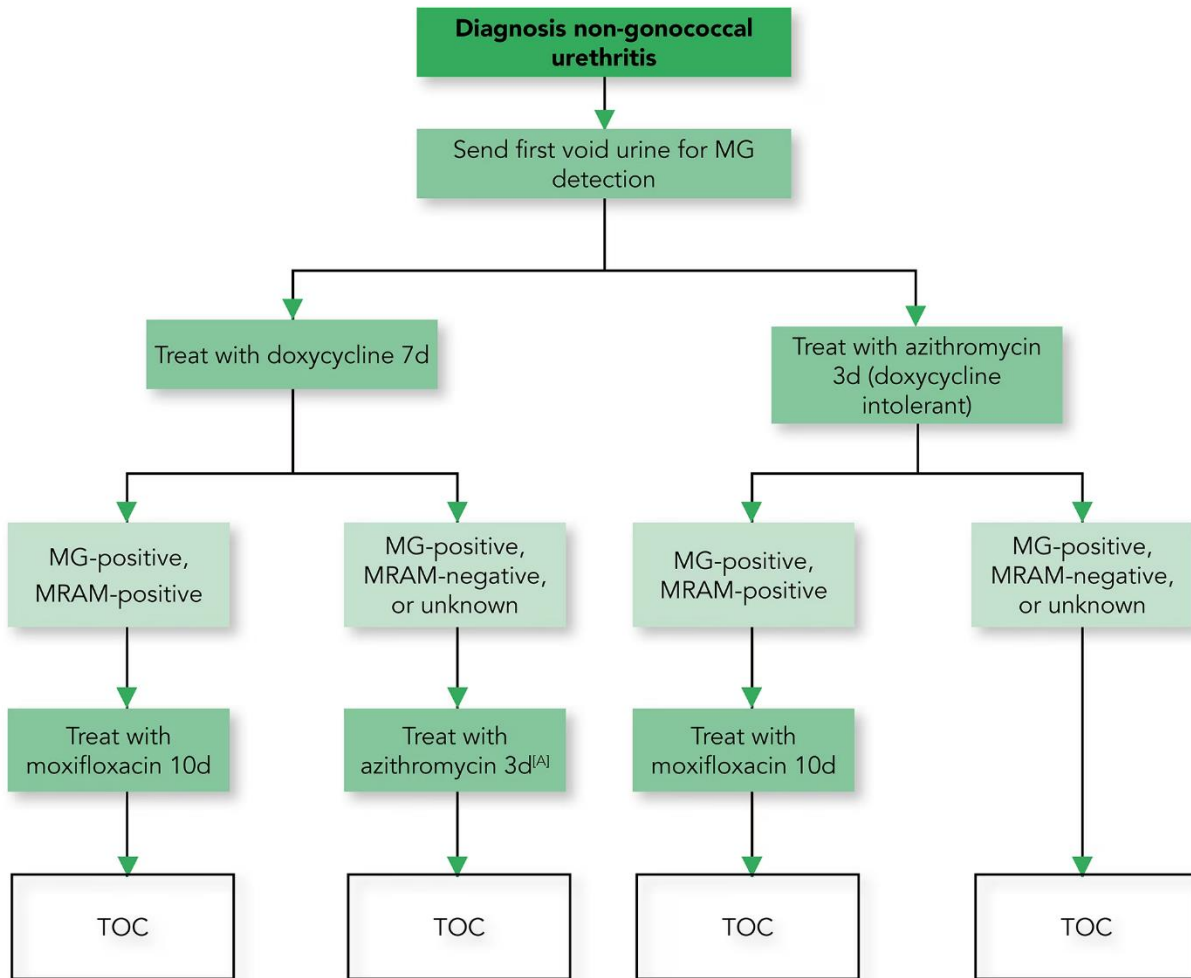 Diagnosis non-gonococcal
urethritis
Send first void urine for MG
detection
Treat with doxycycline 7d
Treat with azithromycin
3d (doxycycline
intolerant)
MG-positive,
MRAM-positive
MG-positive,
MRAM-negative,
or unknown
MG-positive,
MRAM-positive
MG-positive,
MRAM-negative,
or unknown
Treat with
moxifloxacin 10d
Treat with
azithromycin 3d[A]
Treat with
moxifloxacin 10d
TOC
TOC
TOC
TOC